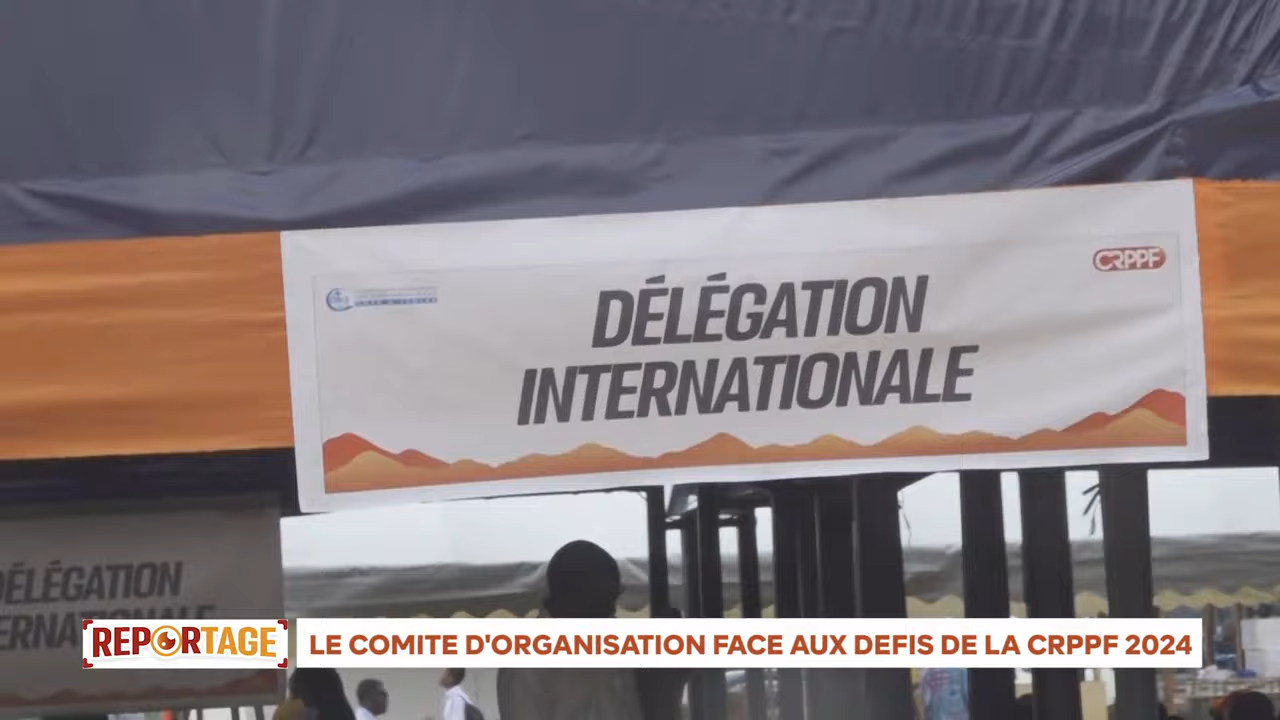 CRPPF
DÉLÉGATION
INTERNATIONALE
DÉLÉGATION
REPORTAGE
LE COMITE D'ORGANISATION FACE AUX DEFIS DE LA CRPPF 2024